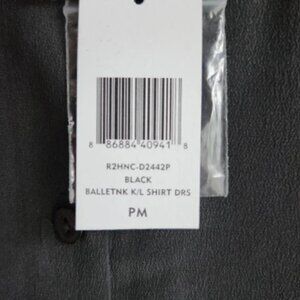 8 86884 40941 8
R2HNC-D2442P
BLACK
BALLETNK K/L SHIRT DRS
PM